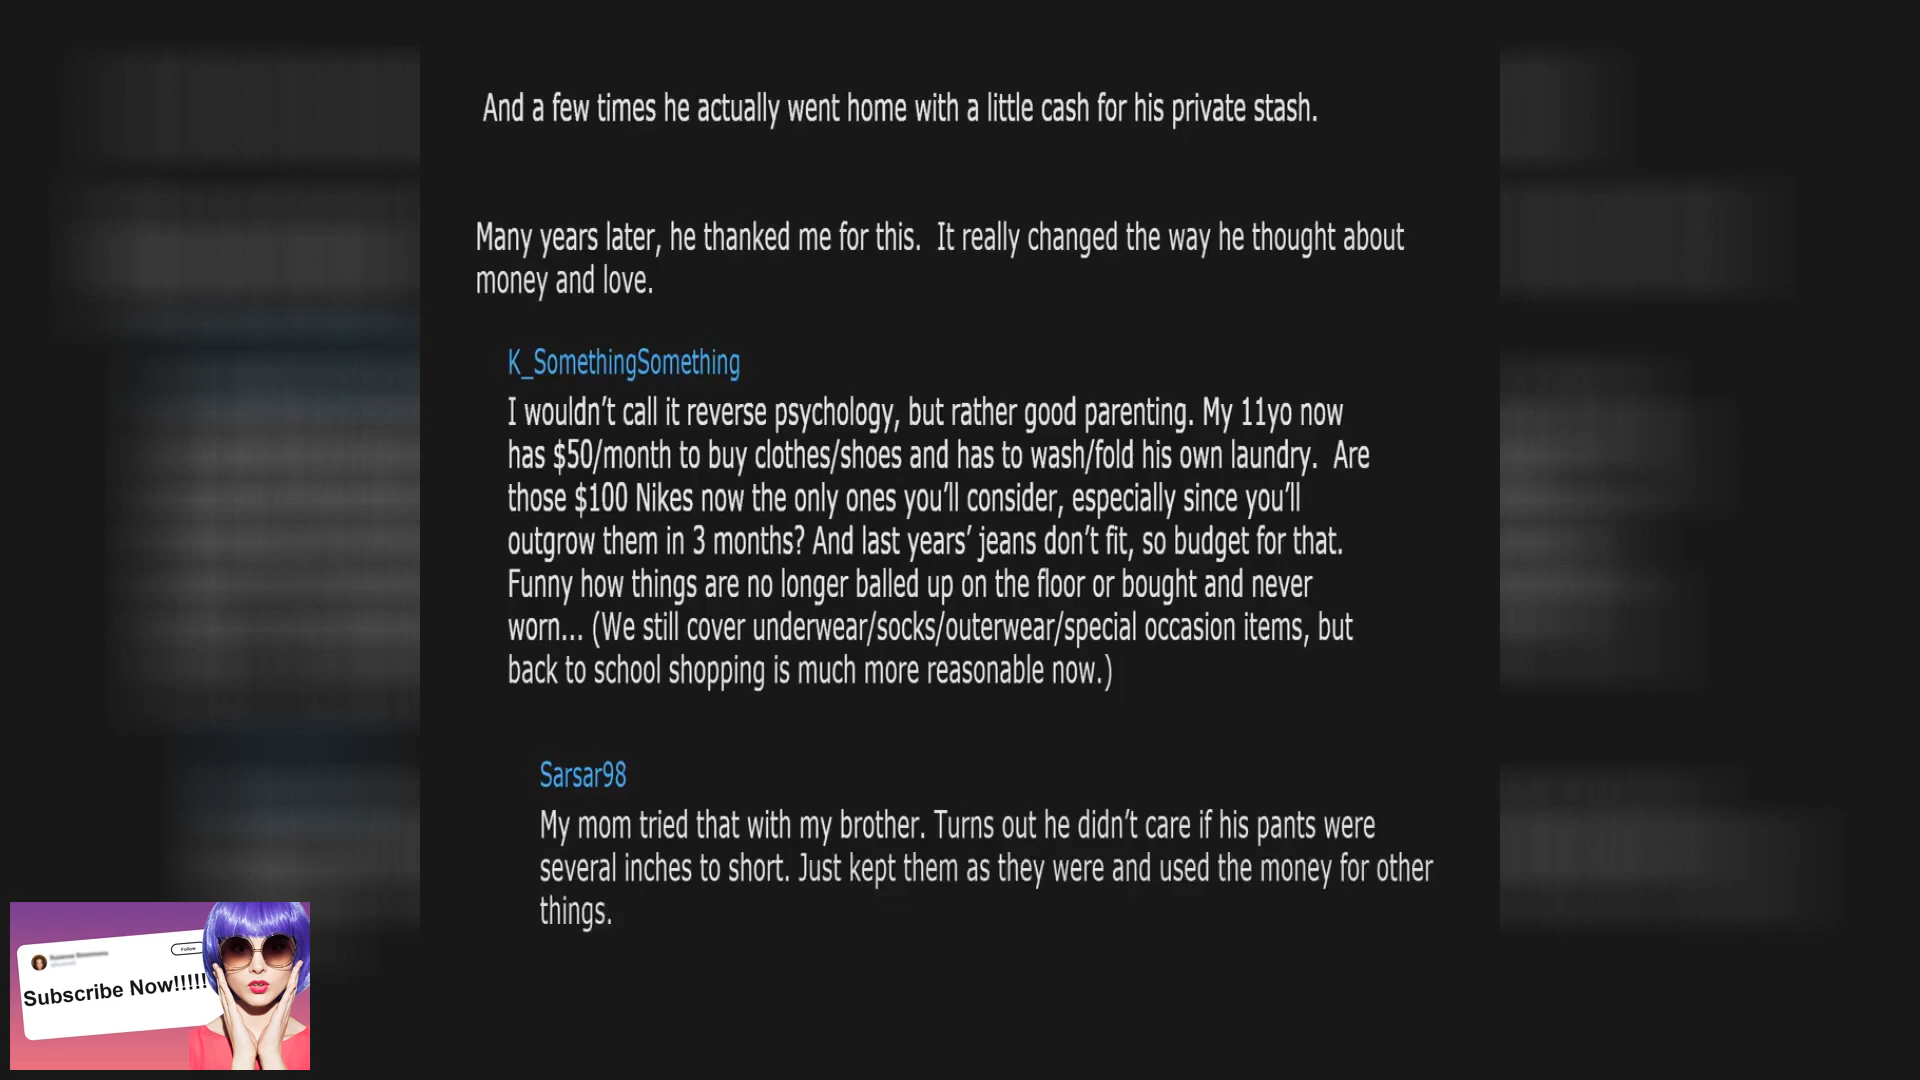 And a few times he actually went home with a little cash for his private stash.
Many years later, he thanked me for this.  It really changed the way he thought about
money and love.
K_SomethingSomething
I wouldn’t call it reverse psychology, but rather good parenting. My 11yo now
has $50/month to buy clothes/shoes and has to wash/fold his own laundry.  Are
those $100 Nikes now the only ones you’ll consider, especially since you’ll
outgrow them in 3 months? And last years’ jeans don’t fit, so budget for that.
Funny how things are no longer balled up on the floor or bought and never
worn... (We still cover underwear/socks/outerwear/special occasion items, but
back to school shopping is much more reasonable now.)
Sarsar98
My mom tried that with my brother. Turns out he didn’t care if his pants were
several inches to short. Just kept them as they were and used the money for other
things.
Follow
Subscribe Now!!!!!